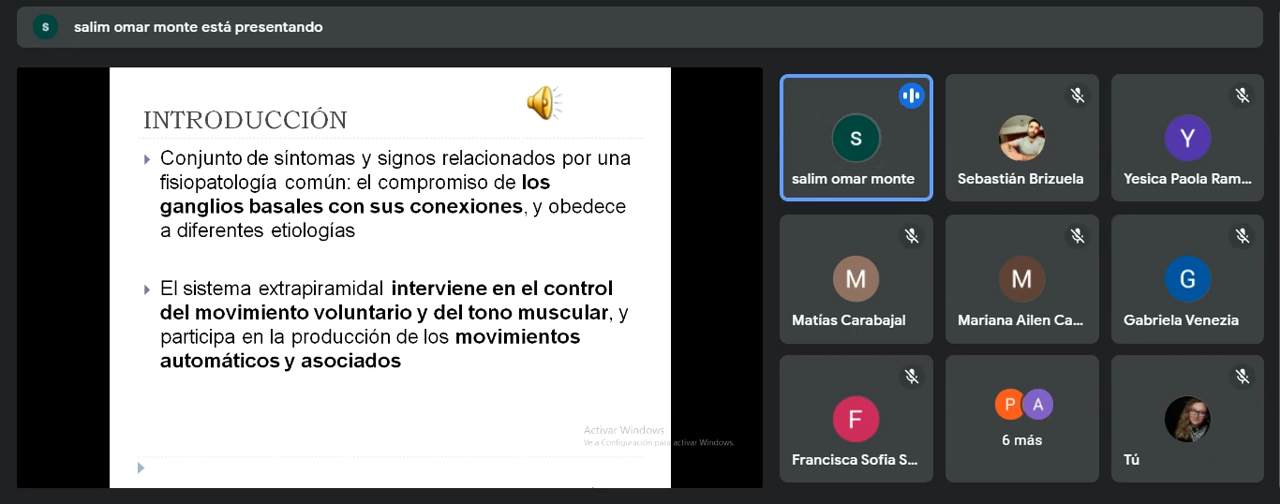 S
salim omar monte está presentando
INTRODUCCIÓN
Conjunto de síntomas y signos relacionados por una
fisiopatología común: el compromiso de los
ganglios basales con sus conexiones, y obedece
a diferentes etiologías
El sistema extrapiramidal interviene en el control
del movimiento voluntario y del tono muscular, y
participa en la producción de los movimientos
automáticos y asociados
Activar Windows
Ve a Configuración para activar Windows.
S
salim omar monte
Sebastián Brizuela
Y
Yesica Paola Ram...
M
Matías Carabajal
M
Mariana Ailen Ca...
G
Gabriela Venezia
F
Francisca Sofia S...
P A
6 más
Tú